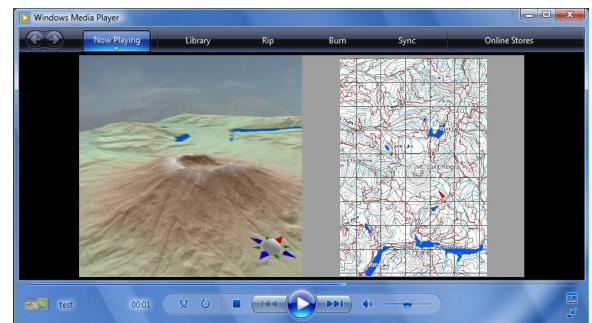 Windows Media Player
Now Playing Library Rip Burn Sync Online Stores
test 00:01